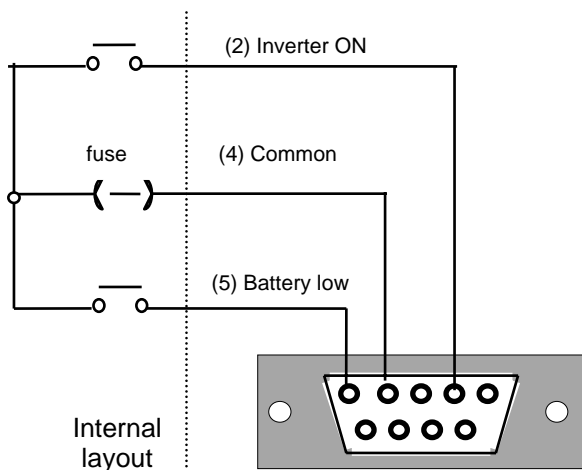 (2) Inverter ON
fuse
(4) Common
(5) Battery low
Internal
layout